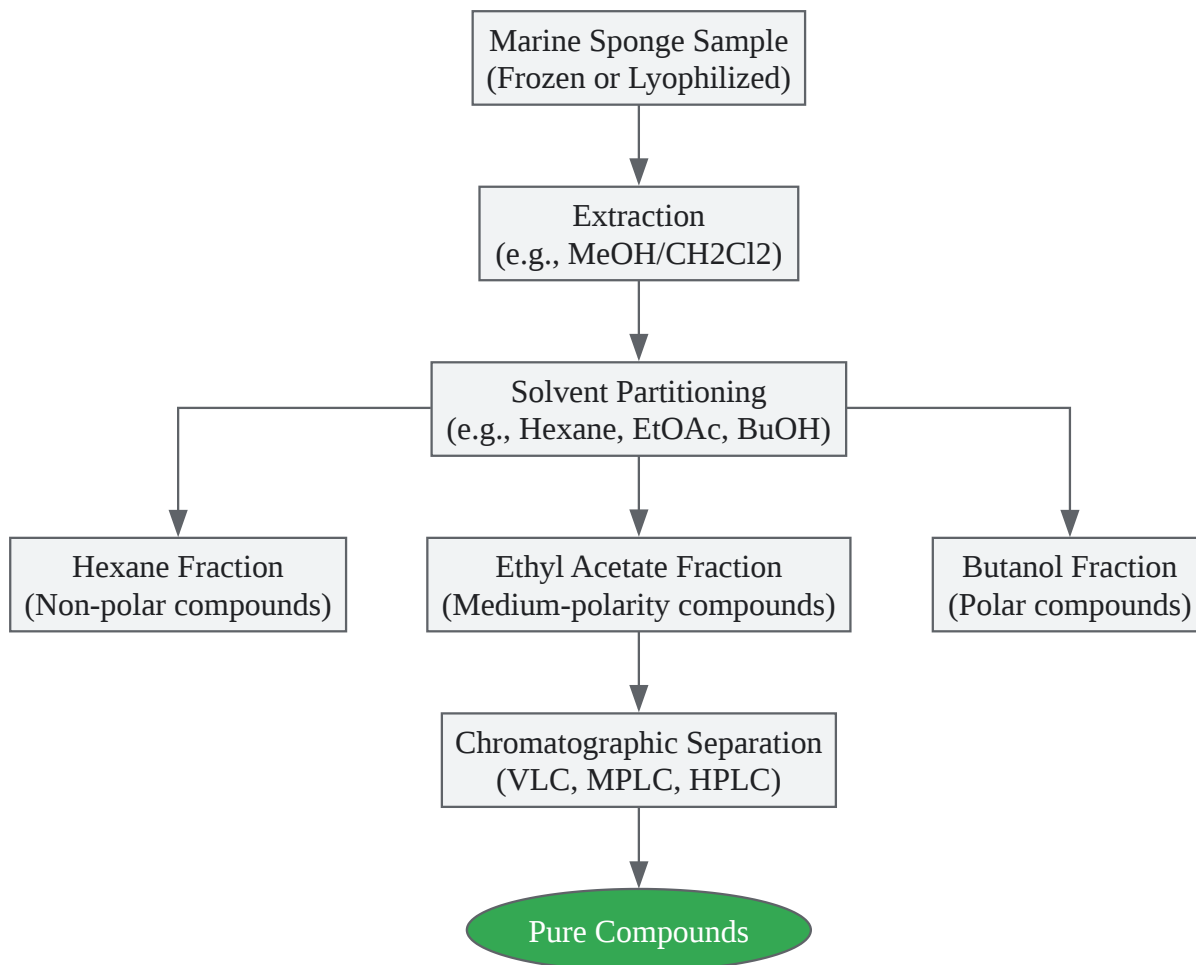 Marine Sponge Sample
(Frozen or Lyophilized)
Extraction
(e.g., MeOH/CH2Cl2)
Solvent Partitioning
(e.g., Hexane, EtOAc, BuOH)
Hexane Fraction
(Non-polar compounds)
Ethyl Acetate Fraction
(Medium-polarity compounds)
Butanol Fraction
(Polar compounds)
Chromatographic Separation
(VLC, MPLC, HPLC)
Pure Compounds